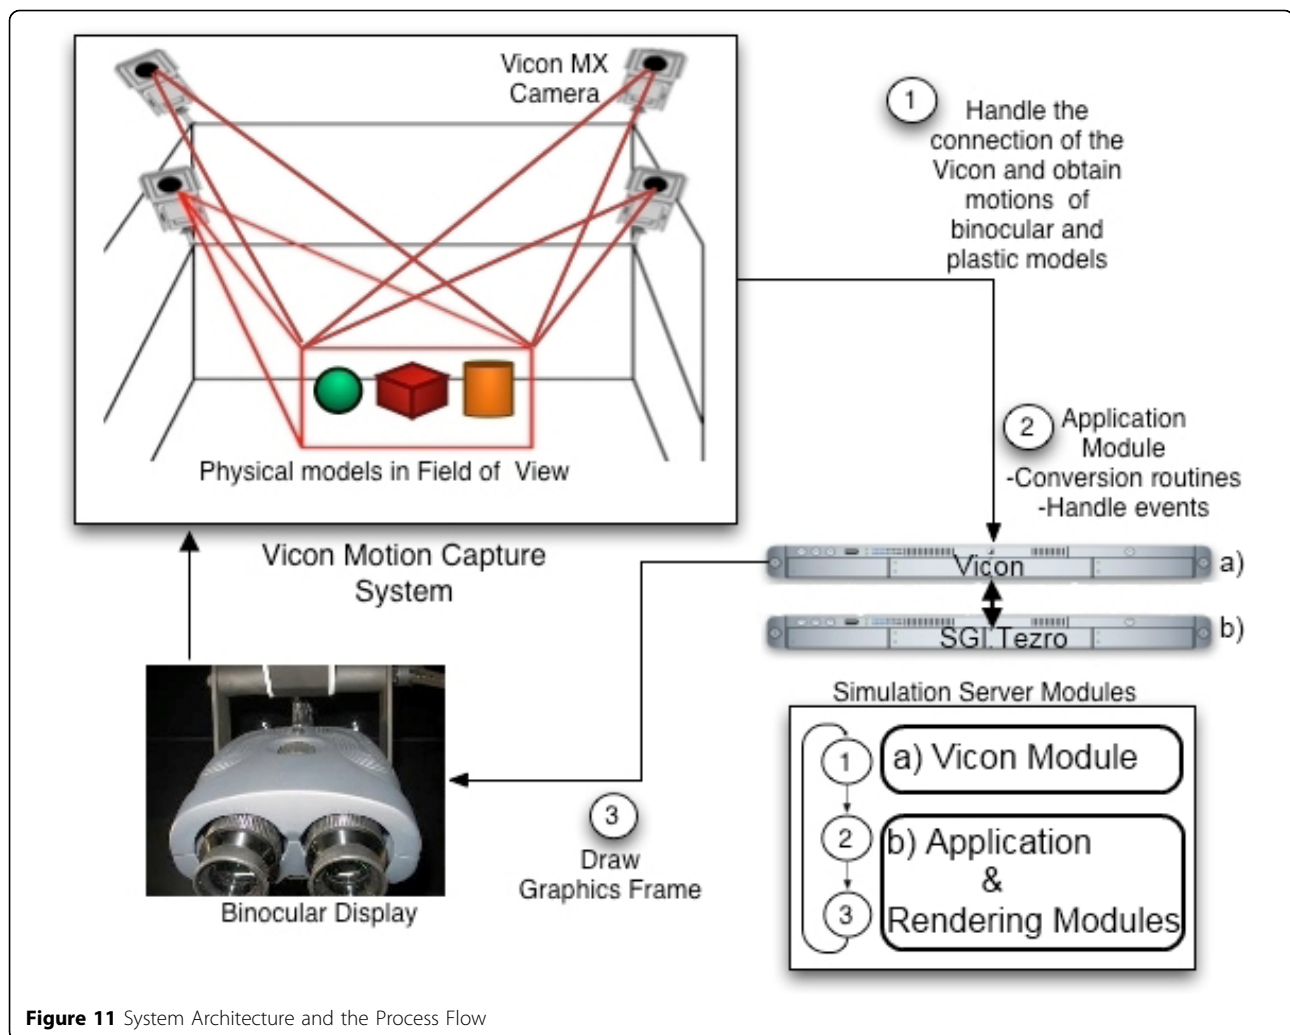 Vicon MX
Camera
1
Handle the
connection of the
Vicon and obtain
motions of
binocular and
plastic models
Physical models in Field of View
Vicon Motion Capture
System
2
Application
Module
-Conversion routines
-Handle events
Vicon
a)
SGI.Tezro
b)
Simulation Server Modules
1
a) Vicon Module
2
b) Application
&
3
Rendering Modules
3
Draw
Graphics Frame
Binocular Display
Figure 11 System Architecture and the Process Flow